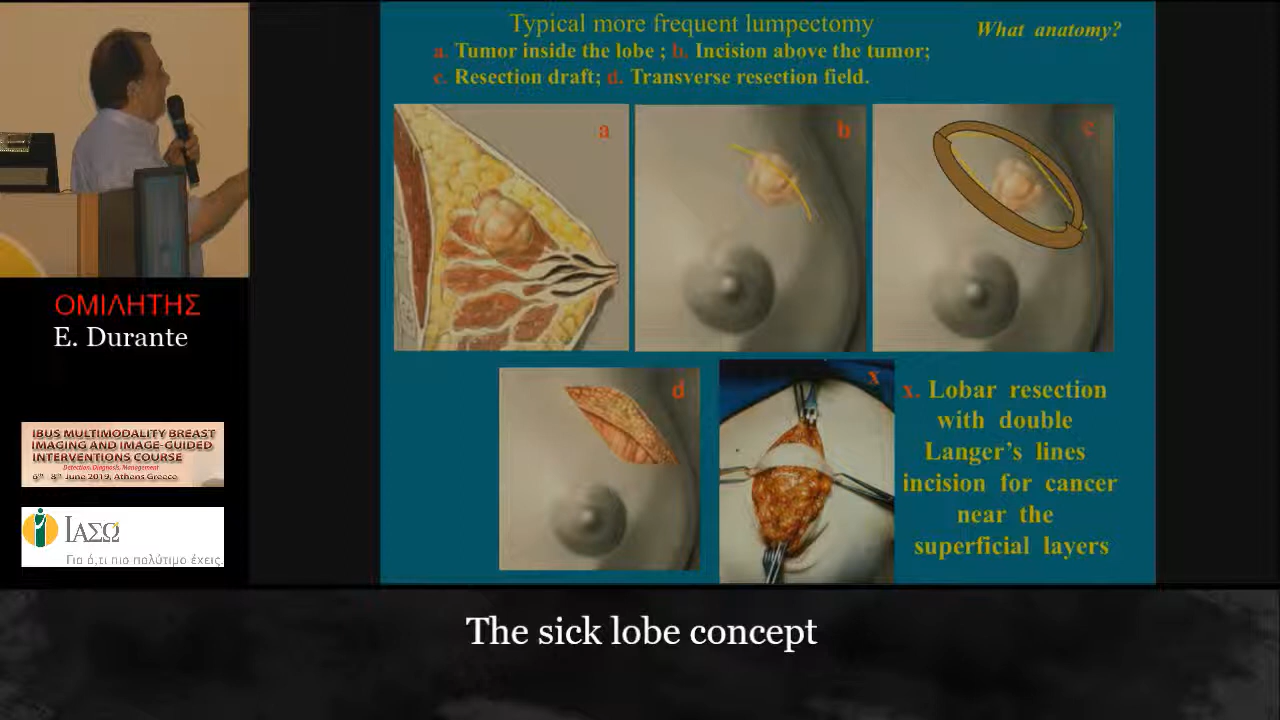 Typical more frequent lumpectomy
What anatomy?
a. Tumor inside the lobe ; b. Incision above the tumor;
c. Resection draft; d. Transverse resection field.
a
b
c
d
x
x. Lobar resection
with double
Langer's lines
incision for cancer
near the
superficial layers
ΟΜΙΛΗΤΗΣ
E. Durante
IBUS MULTIMODALITY BREAST
IMAGING AND IMAGE-GUIDED
INTERVENTIONS COURSE
Detection, Diagnosis, Management
6th - 8th June 2019, Athens Greece
ΙΑΣΩ
Για ό,τι πιο πολύτιμο έχεις.
The sick lobe concept